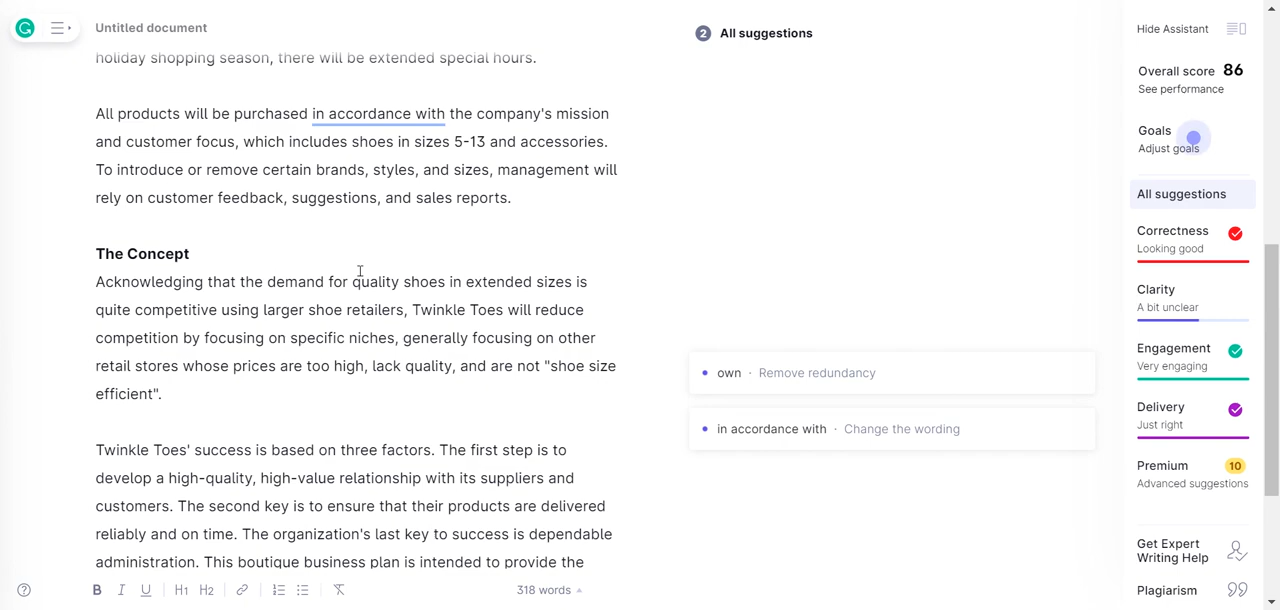 Untitled document
holiday shopping season, there will be extended special hours.
All products will be purchased in accordance with the company's mission
and customer focus, which includes shoes in sizes 5-13 and accessories.
To introduce or remove certain brands, styles, and sizes, management will
rely on customer feedback, suggestions, and sales reports.
The Concept
Acknowledging that the demand for quality shoes in extended sizes is
quite competitive using larger shoe retailers, Twinkle Toes will reduce
competition by focusing on specific niches, generally focusing on other
retail stores whose prices are too high, lack quality, and are not "shoe size
efficient".
Twinkle Toes' success is based on three factors. The first step is to
develop a high-quality, high-value relationship with its suppliers and
customers. The second key is to ensure that their products are delivered
reliably and on time. The organization's last key to success is dependable
administration. This boutique business plan is intended to provide the
B I U H1 H2 318 words
2 All suggestions
own · Remove redundancy
in accordance with · Change the wording
Hide Assistant
Overall score 86
See performance
Goals
Adjust goals
All suggestions
Correctness
Looking good
Clarity
A bit unclear
Engagement
Very engaging
Delivery
Just right
Premium 10
Advanced suggestions
Get Expert
Writing Help
Plagiarism